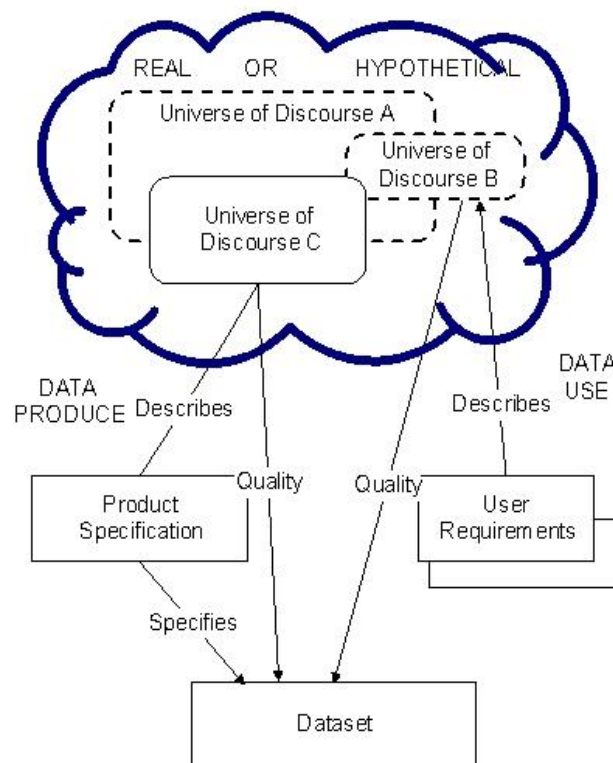 REAL OR HYPOTHETICAL
Universe of Discourse A
Universe of
Discourse B
Universe of
Discourse C
DATA
PRODUCE
Describes
DATA
USE
Describes
Quality
Quality
Product
Specification
User
Requirements
Specifies
Dataset